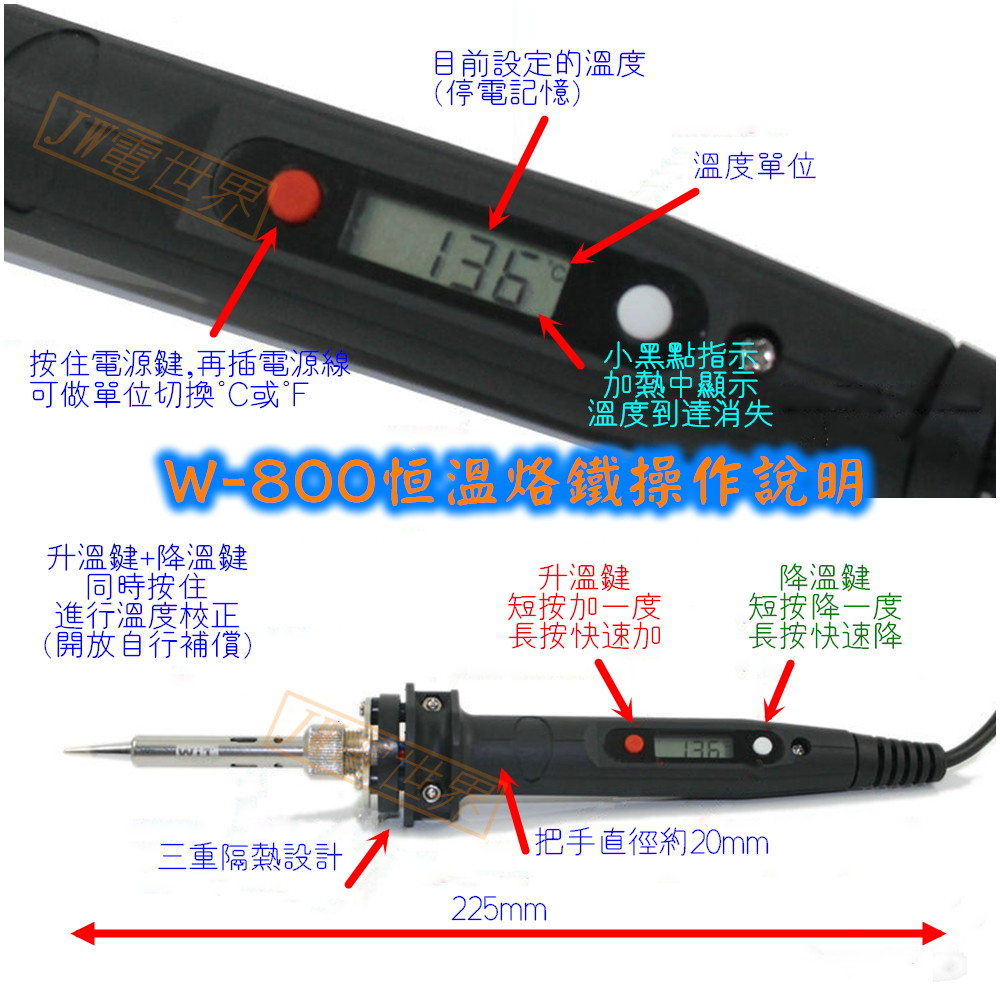 目前設定的溫度
(停電記憶)
溫度單位
JW電世界
136
°C
按住電源鍵,再插電源線
可做單位切換°C或°F
小黑點指示
加熱中顯示
溫度到達消失
W-800恒溫烙鐵操作說明
升溫鍵+降溫鍵
同時按住
進行溫度校正
(開放自行補償)
升溫鍵
短按加一度
長按快速加
降溫鍵
短按降一度
長按快速降
JW電世界
136
三重隔熱設計
把手直徑約20mm
225mm